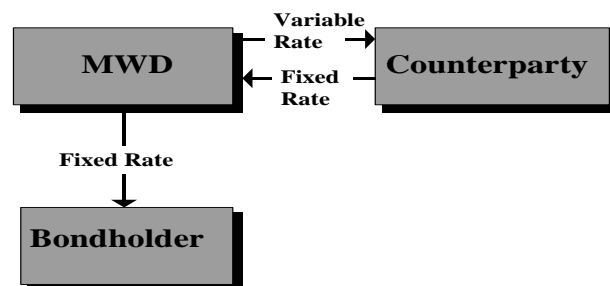 Variable
Rate
MWD
Counterparty
Fixed
Rate
Fixed Rate
Bondholder